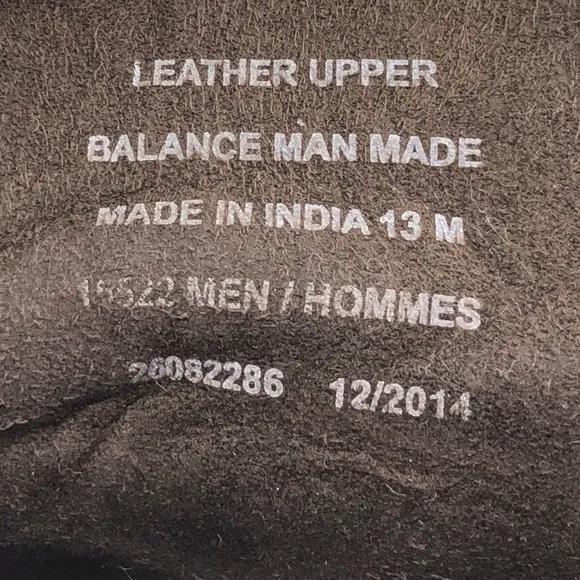 LEATHER UPPER
BALANCE MAN MADE
MADE IN INDIA 13 M
MEN / HOMMES
12/2014